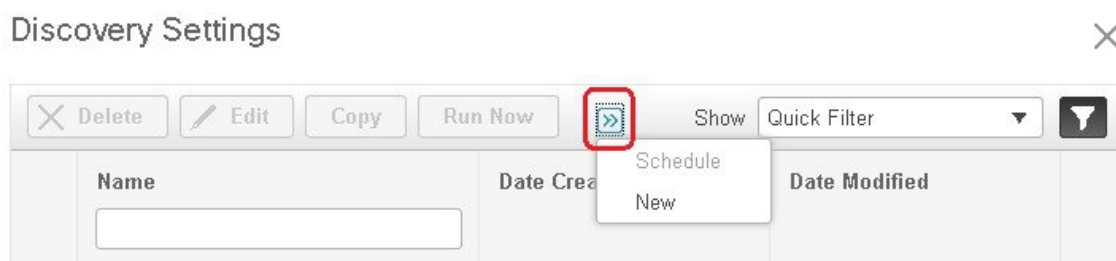 Discovery Settings
Delete Edit Copy Run Now Show Quick Filter
Schedule
Name Date Crea Date Modified
New